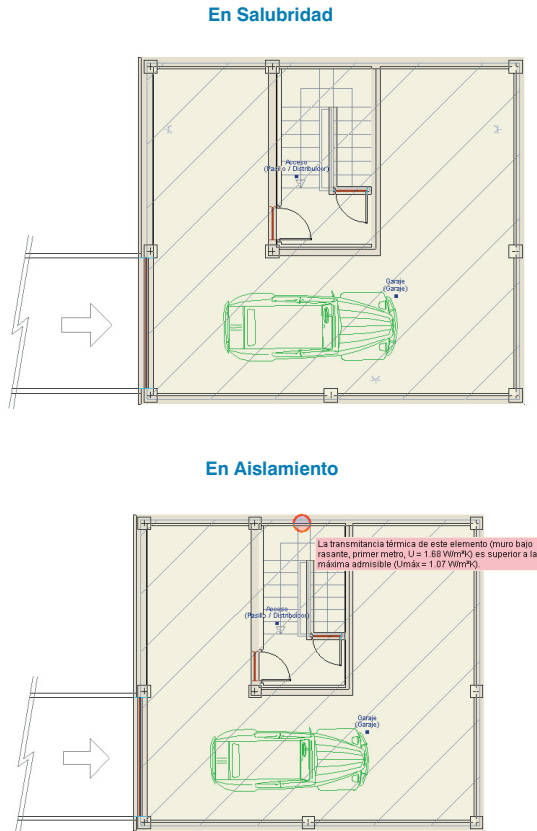 En Salubridad
Acceso
(Pasillo / Distribuidor)
Garaje
(Garaje)
En Aislamiento
La transmitancia térmica de este elemento (muro bajo
rasante, primer metro, U = 1.68 W/m²K) es superior a la
máxima admisible (Umáx = 1.07 W/m²K).
Acceso
(Pasillo / Distribuidor)
Garaje
(Garaje)